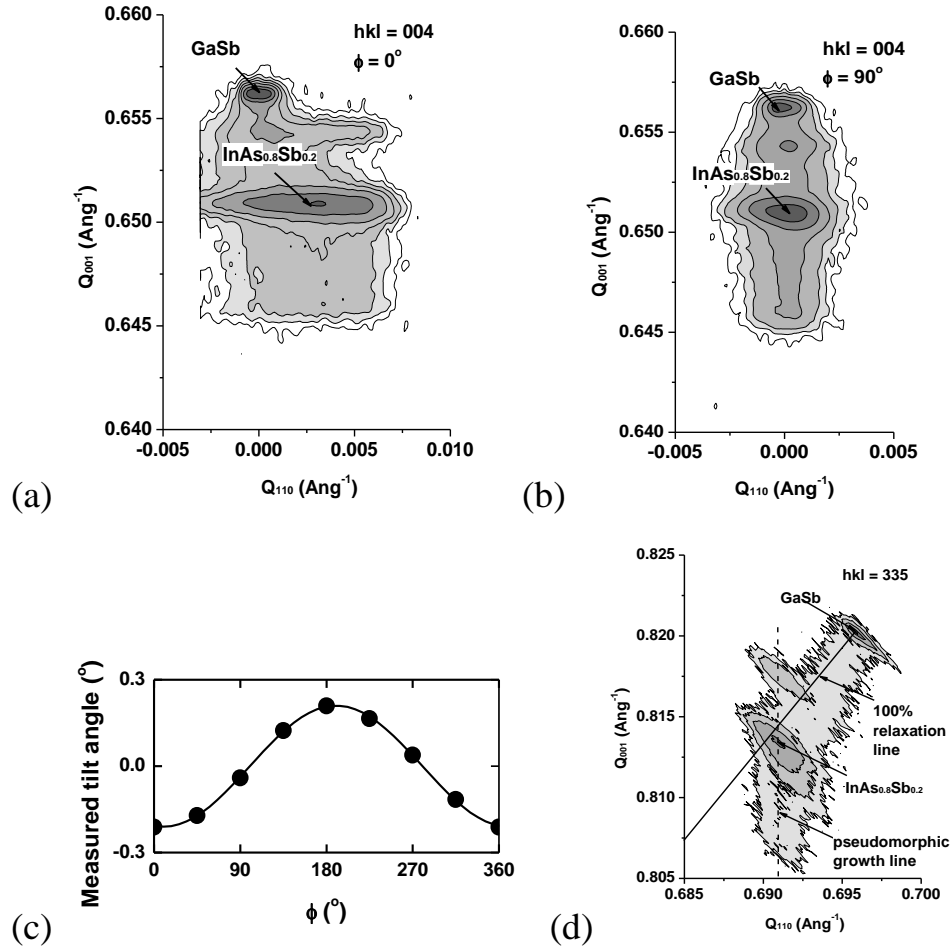 0.660
0.655
0.650
0.645
0.640
-0.005
0.000
0.005
0.010
Q001 (Ang-1)
Q110 (Ang-1)
hkl = 004
ϕ = 0o
GaSb
InAs0.8Sb0.2
(a)
0.660
0.655
0.650
0.645
0.640
-0.005
0.000
0.005
Q001 (Ang-1)
Q110 (Ang-1)
hkl = 004
ϕ = 90o
GaSb
InAs0.8Sb0.2
(b)
0.3
0.0
-0.3
0
90
180
270
360
Measured tilt angle (o)
ϕ (o)
(c)
0.825
0.820
0.815
0.810
0.805
0.685
0.690
0.695
0.700
Q001 (Ang-1)
Q110 (Ang-1)
hkl = 335
GaSb
100%
relaxation
line
InAs0.8Sb0.2
pseudomorphic
growth line
(d)